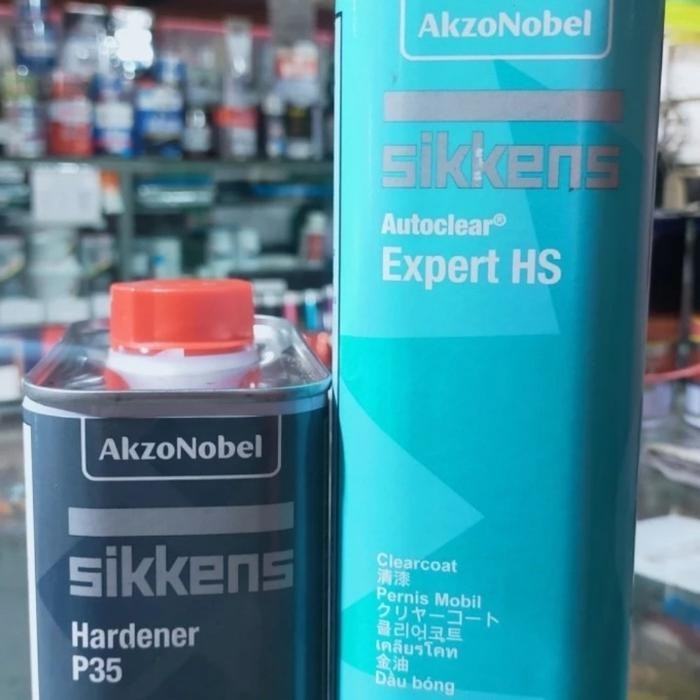 AkzoNobel
sikkens
Autoclear®
Expert HS
Clearcoat
清漆
Pernis Mobil
クリヤーコート
클리어코트
เคลียร์โคท
金油
Dầu bóng
AkzoNobel
sikkens
Hardener
P35